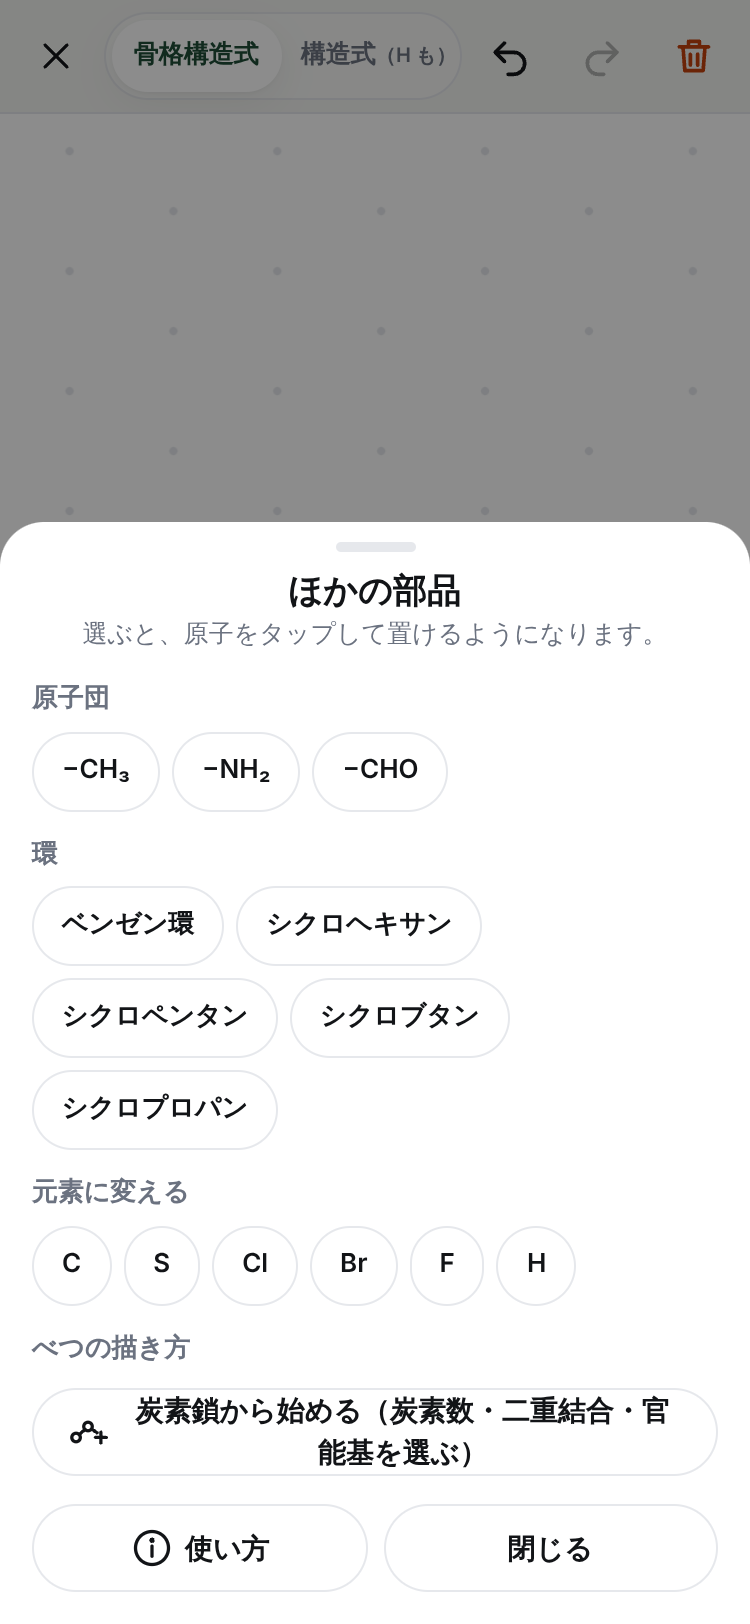 骨格構造式 構造式（H も）
ほかの部品
選ぶと、原子をタップして置けるようになります。
原子団
−CH₃ −NH₂ −CHO
環
ベンゼン環 シクロヘキサン
シクロペンタン シクロブタン
シクロプロパン
元素に変える
C S Cl Br F H
べつの描き方
炭素鎖から始める（炭素数・二重結合・官
能基を選ぶ）
使い方 閉じる